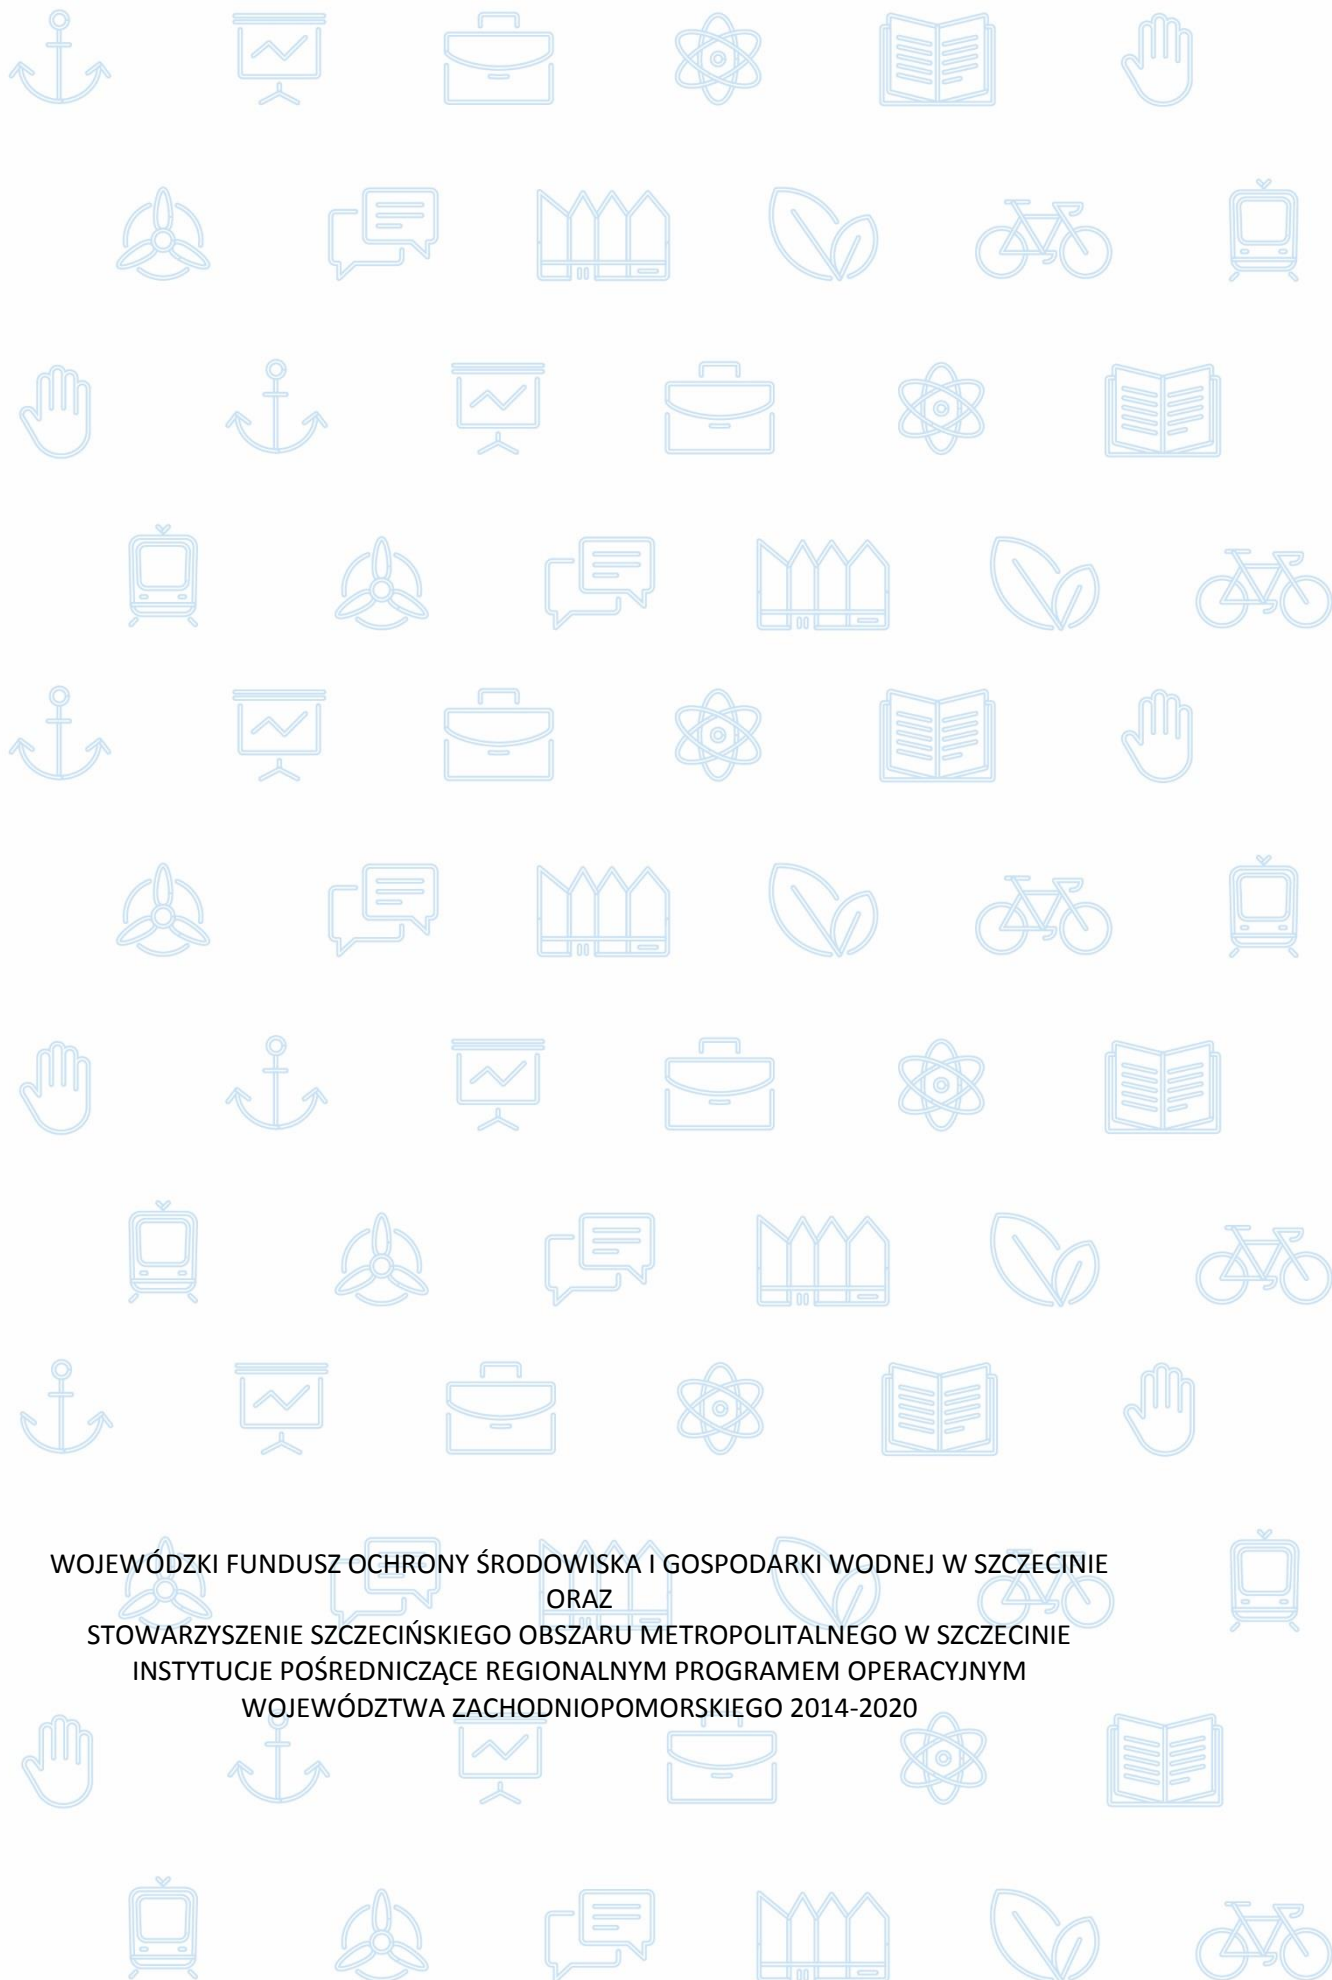 WOJEWÓDZKI FUNDUSZ OCHRONY ŚRODOWISKA I GOSPODARKI WODNEJ W SZCZECINIE
ORAZ
STOWARZYSZENIE SZCZECIŃSKIEGO OBSZARU METROPOLITALNEGO W SZCZECINIE
INSTYTUCJE POŚREDNICZĄCE REGIONALNYM PROGRAMEM OPERACYJNYM
WOJEWÓDZTWA ZACHODNIOPOMORSKIEGO 2014-2020